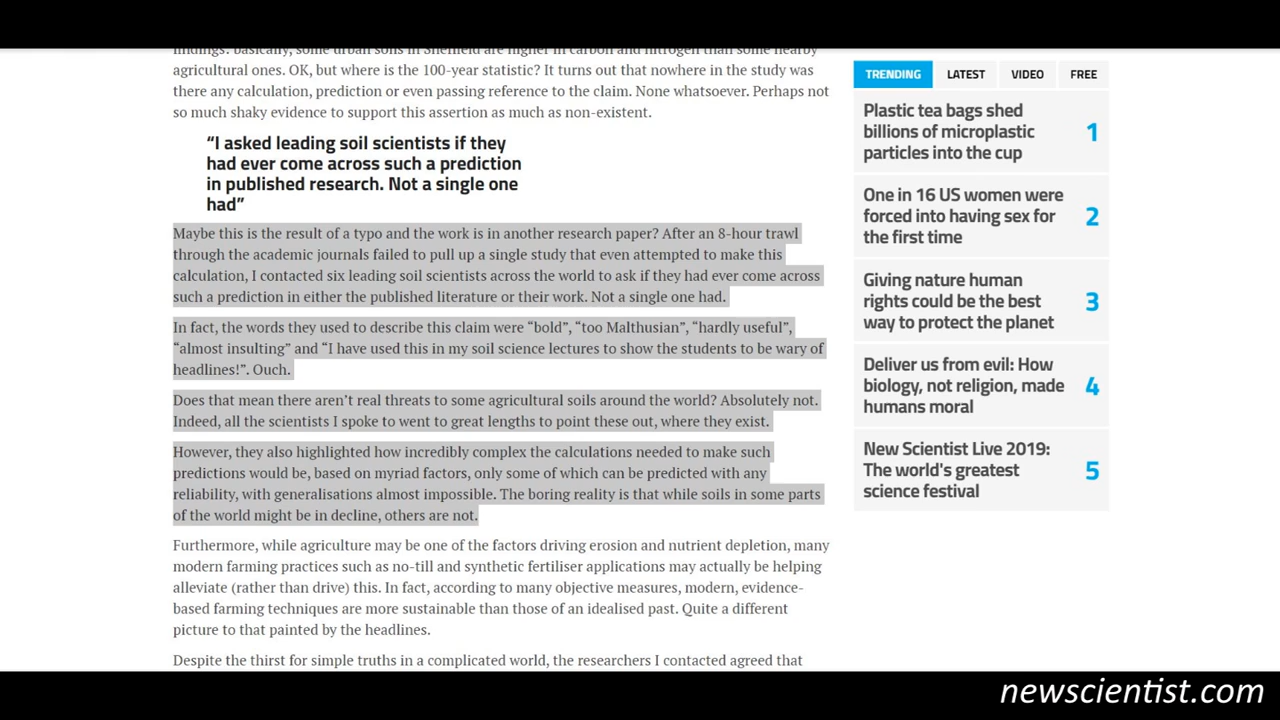 findings: basically, some urban soils in Sheffield are higher in carbon and nitrogen than some nearby
agricultural ones. OK, but where is the 100-year statistic? It turns out that nowhere in the study was
there any calculation, prediction or even passing reference to the claim. None whatsoever. Perhaps not
so much shaky evidence to support this assertion as much as non-existent.
“I asked leading soil scientists if they
had ever come across such a prediction
in published research. Not a single one
had”
Maybe this is the result of a typo and the work is in another research paper? After an 8-hour trawl
through the academic journals failed to pull up a single study that even attempted to make this
calculation, I contacted six leading soil scientists across the world to ask if they had ever come across
such a prediction in either the published literature or their work. Not a single one had.
In fact, the words they used to describe this claim were “bold”, “too Malthusian”, “hardly useful”,
“almost insulting” and “I have used this in my soil science lectures to show the students to be wary of
headlines!”. Ouch.
Does that mean there aren’t real threats to some agricultural soils around the world? Absolutely not.
Indeed, all the scientists I spoke to went to great lengths to point these out, where they exist.
However, they also highlighted how incredibly complex the calculations needed to make such
predictions would be, based on myriad factors, only some of which can be predicted with any
reliability, with generalisations almost impossible. The boring reality is that while soils in some parts
of the world might be in decline, others are not.
Furthermore, while agriculture may be one of the factors driving erosion and nutrient depletion, many
modern farming practices such as no-till and synthetic fertiliser applications may actually be helping
alleviate (rather than drive) this. In fact, according to many objective measures, modern, evidence-
based farming techniques are more sustainable than those of an idealised past. Quite a different
picture to that painted by the headlines.
Despite the thirst for simple truths in a complicated world, the researchers I contacted agreed that
TRENDING LATEST VIDEO FREE
Plastic tea bags shed
billions of microplastic 1
particles into the cup
One in 16 US women were
forced into having sex for 2
the first time
Giving nature human
rights could be the best 3
way to protect the planet
Deliver us from evil: How
biology, not religion, made 4
humans moral
New Scientist Live 2019:
The world's greatest 5
science festival
newscientist.com